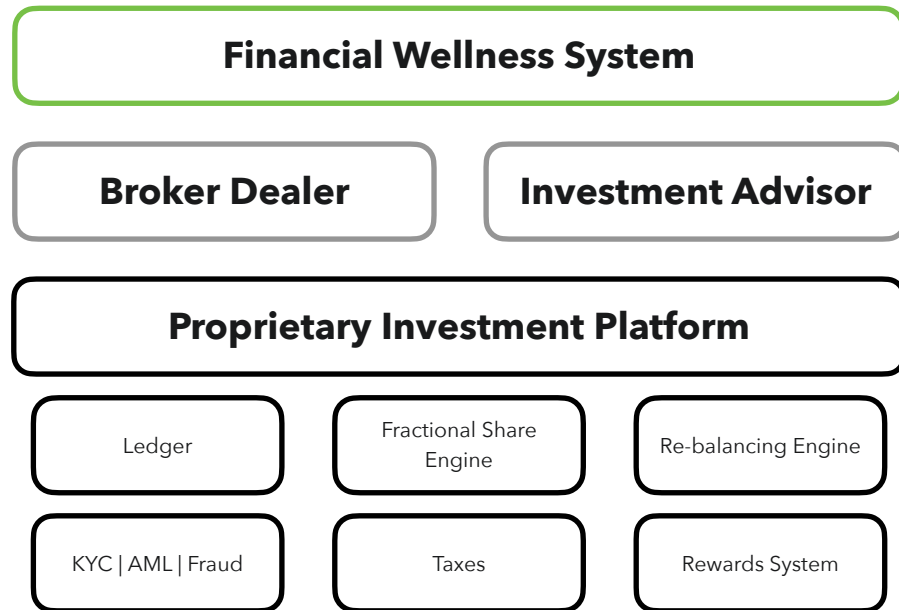 Financial Wellness System
Broker Dealer
Investment Advisor
Proprietary Investment Platform
Ledger
Fractional Share
Engine
Re-balancing Engine
KYC | AML | Fraud
Taxes
Rewards System